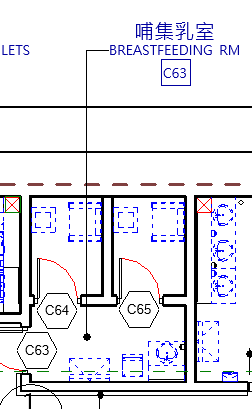 哺集乳室
LETS
BREASTFEEDING RM
C63
C64
C65
C63